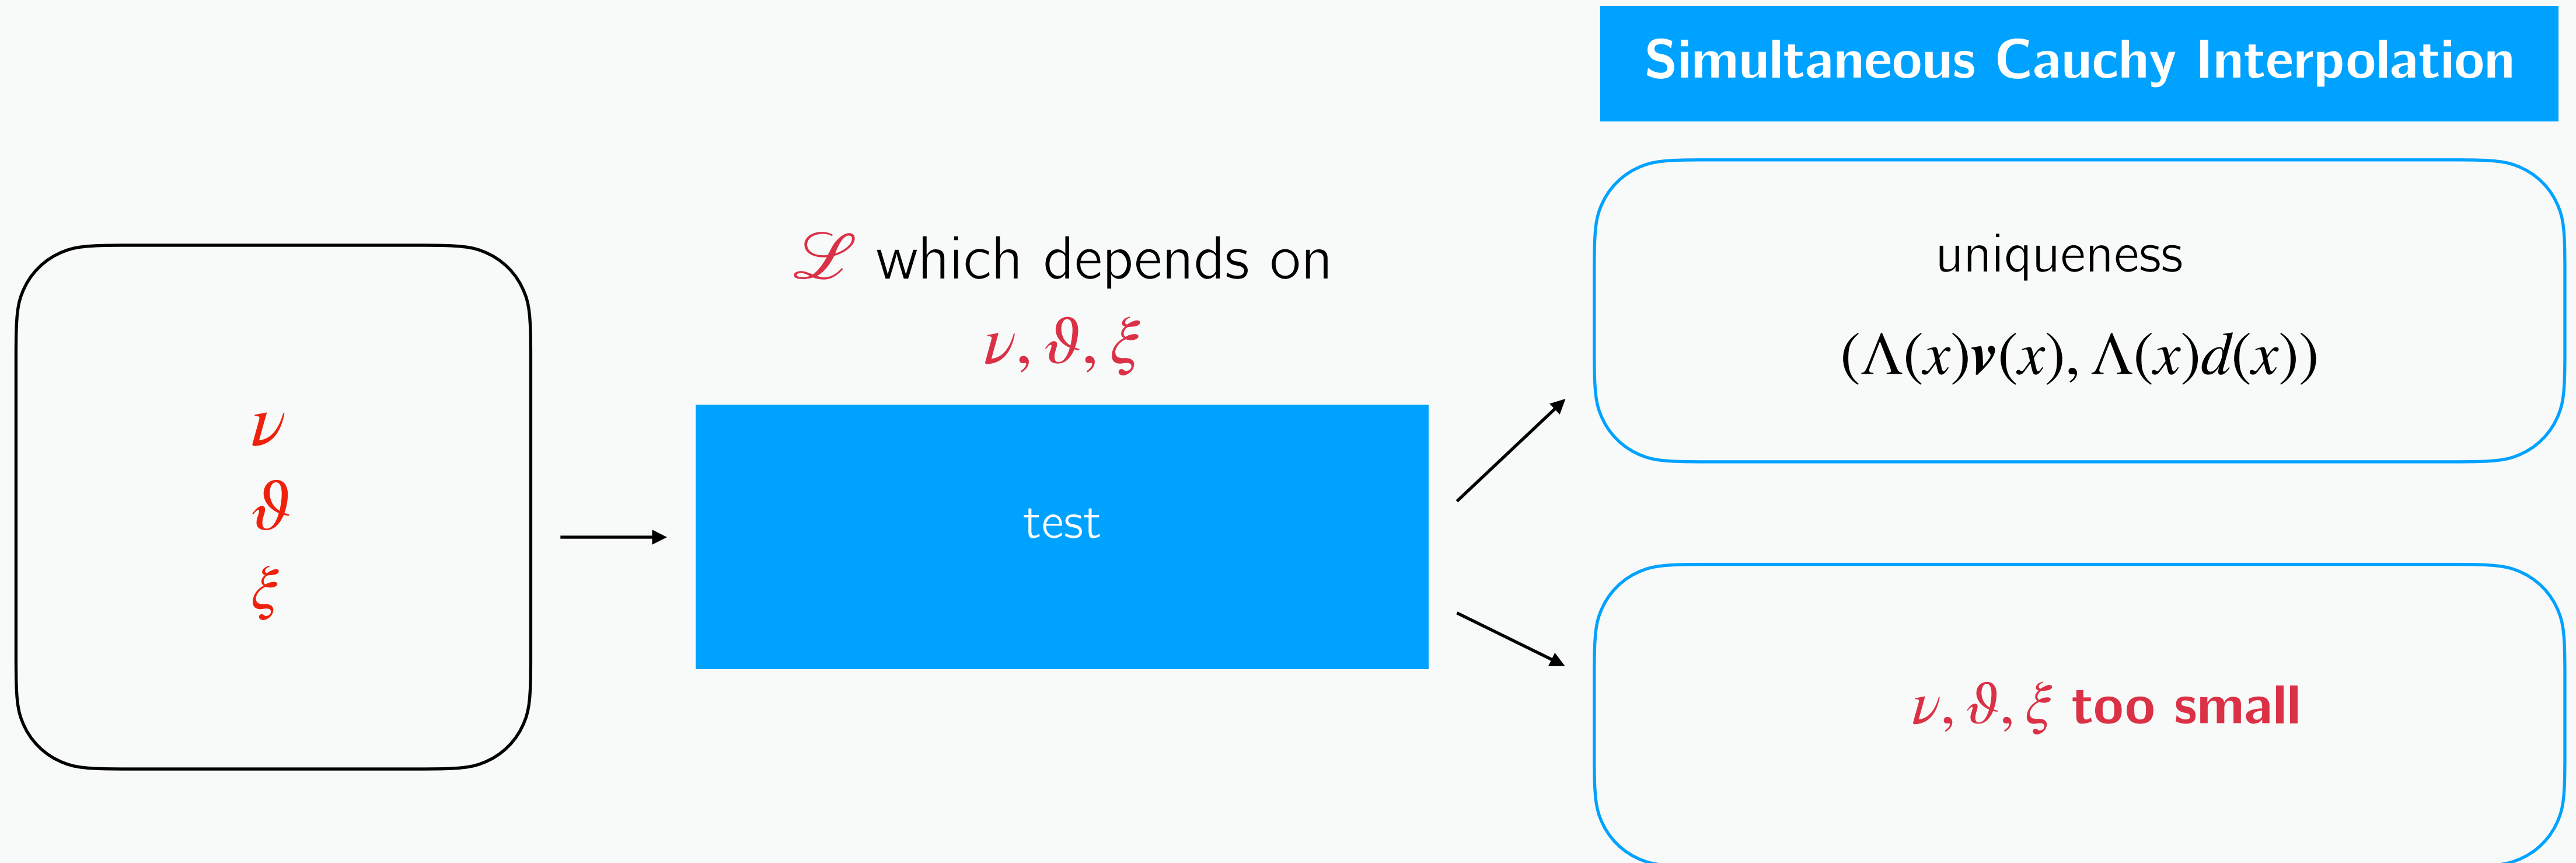 Simultaneous Cauchy Interpolation
ν
ϑ
ξ
ℒ which depends on
ν, ϑ, ξ
test
uniqueness
(Λ(x)𝒗(x), Λ(x)d(x))
ν, ϑ, ξ too small